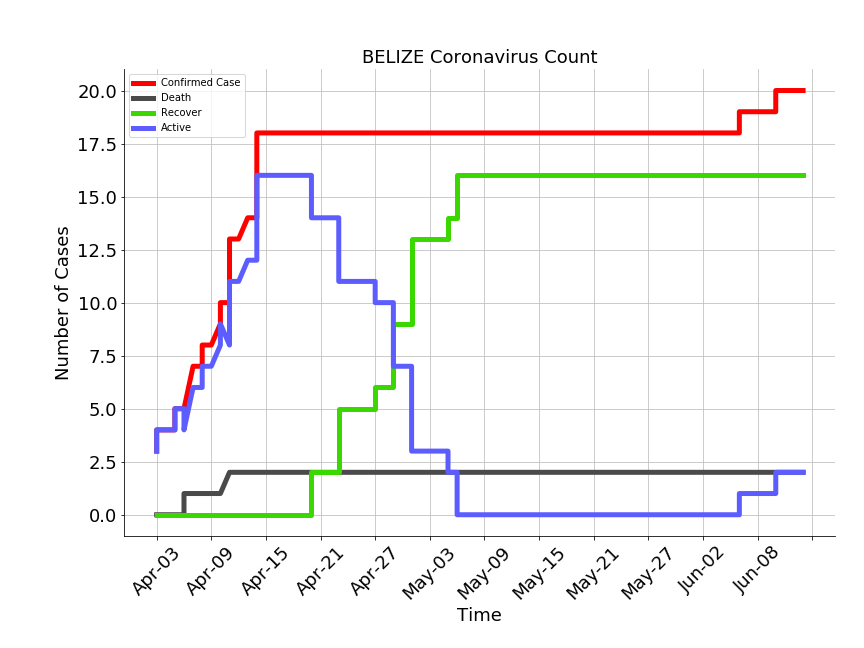 BELIZE Coronavirus Count
Confirmed Case
Death
Recover
Active
20.0
17.5
15.0
12.5
10.0
7.5
5.0
2.5
0.0
Number of Cases
Apr-03
Apr-09
Apr-15
Apr-21
Apr-27
May-03
May-09
May-15
May-21
May-27
Jun-02
Jun-08
Time